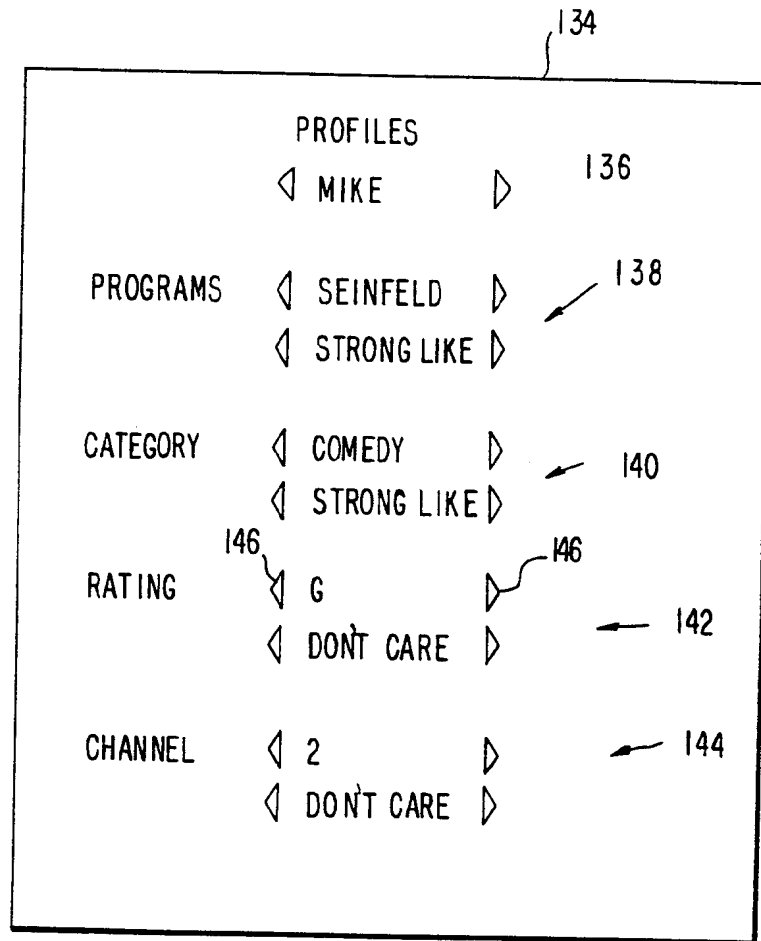 134
PROFILES
MIKE 136
PROGRAMS SEINFELD 138
STRONG LIKE
CATEGORY COMEDY 140
STRONG LIKE
146 146
RATING G
DON'T CARE 142
CHANNEL 2 144
DON'T CARE